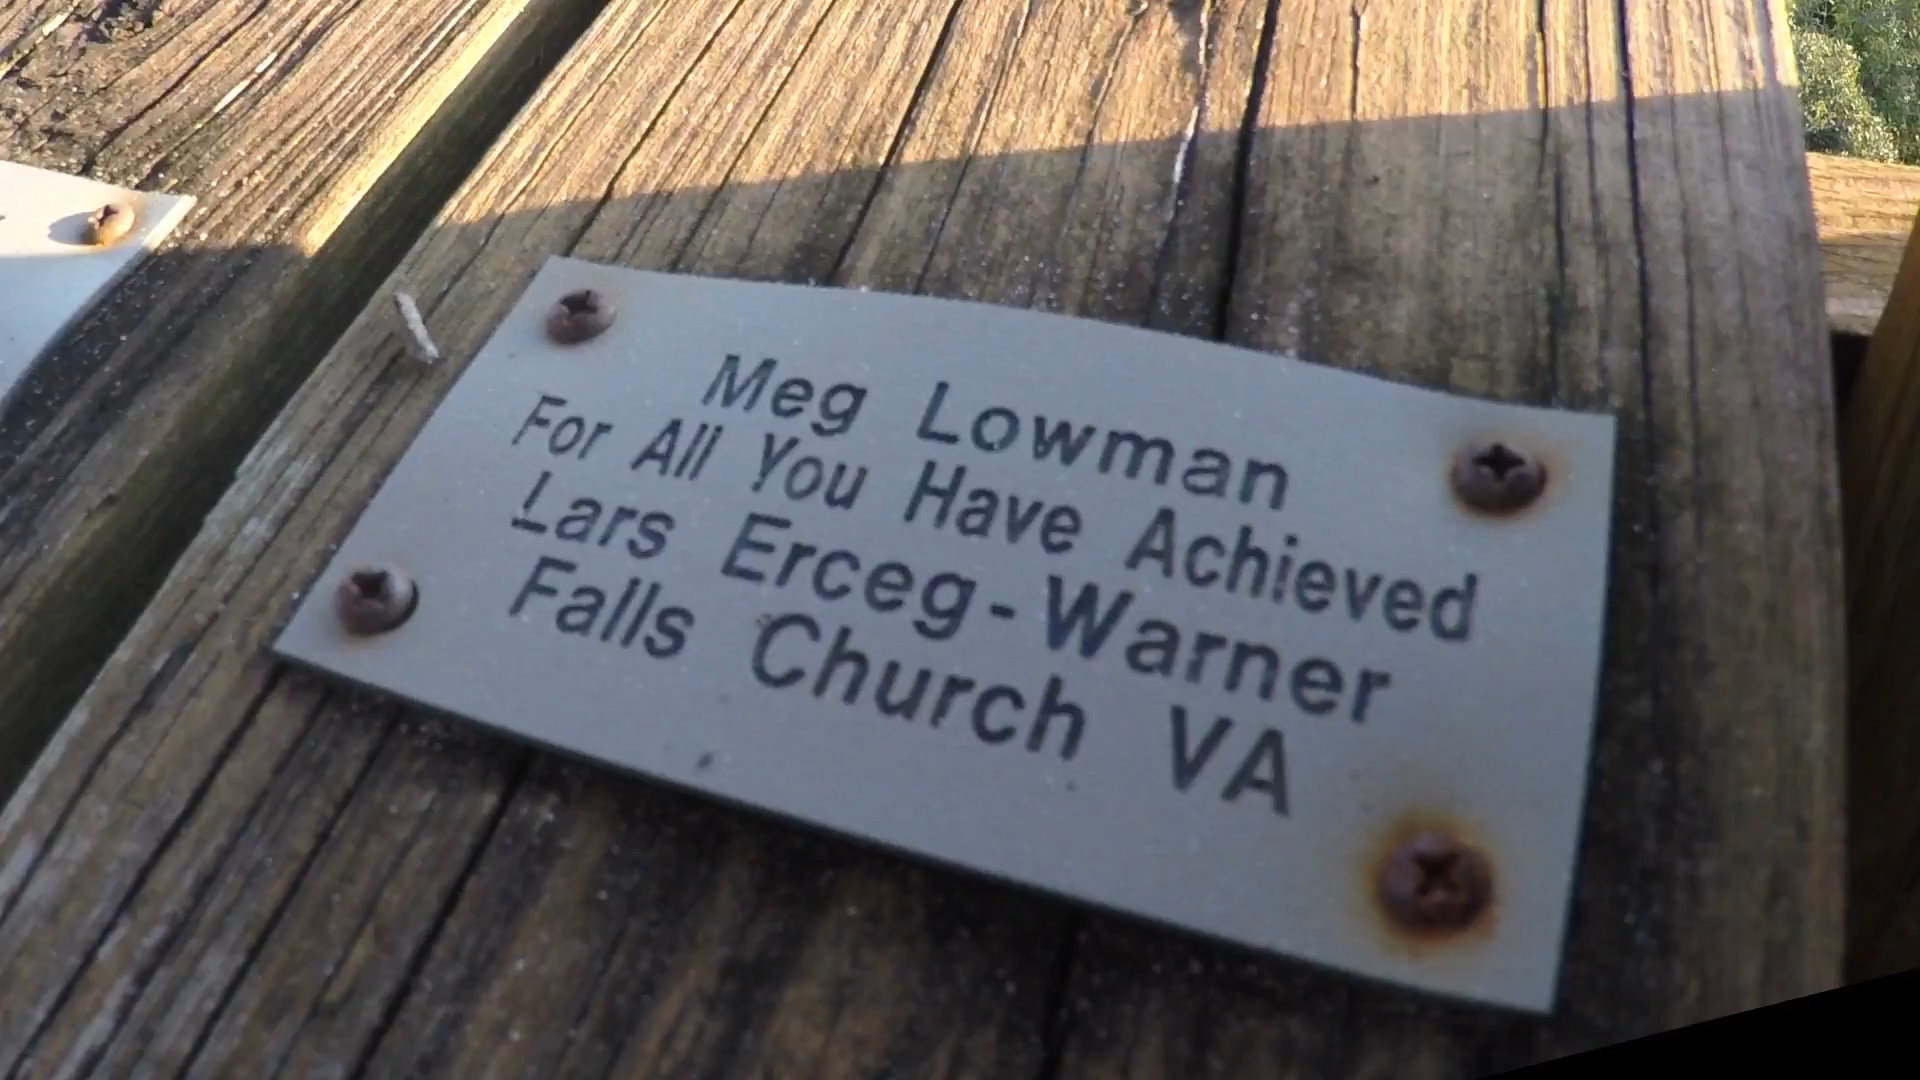 Meg Lowman
For All You Have Achieved
Lars Erceg-Warner
Falls Church VA